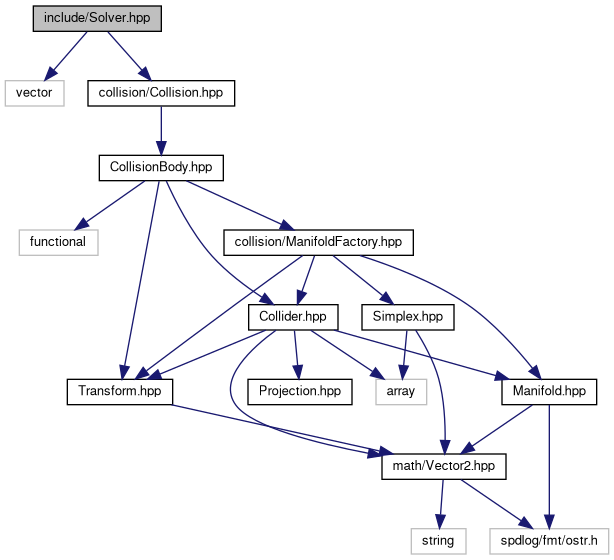 include/Solver.hpp
vector
collision/Collision.hpp
CollisionBody.hpp
functional
collision/ManifoldFactory.hpp
Collider.hpp
Simplex.hpp
Transform.hpp
Projection.hpp
array
Manifold.hpp
math/Vector2.hpp
string
spdlog/fmt/ostr.h